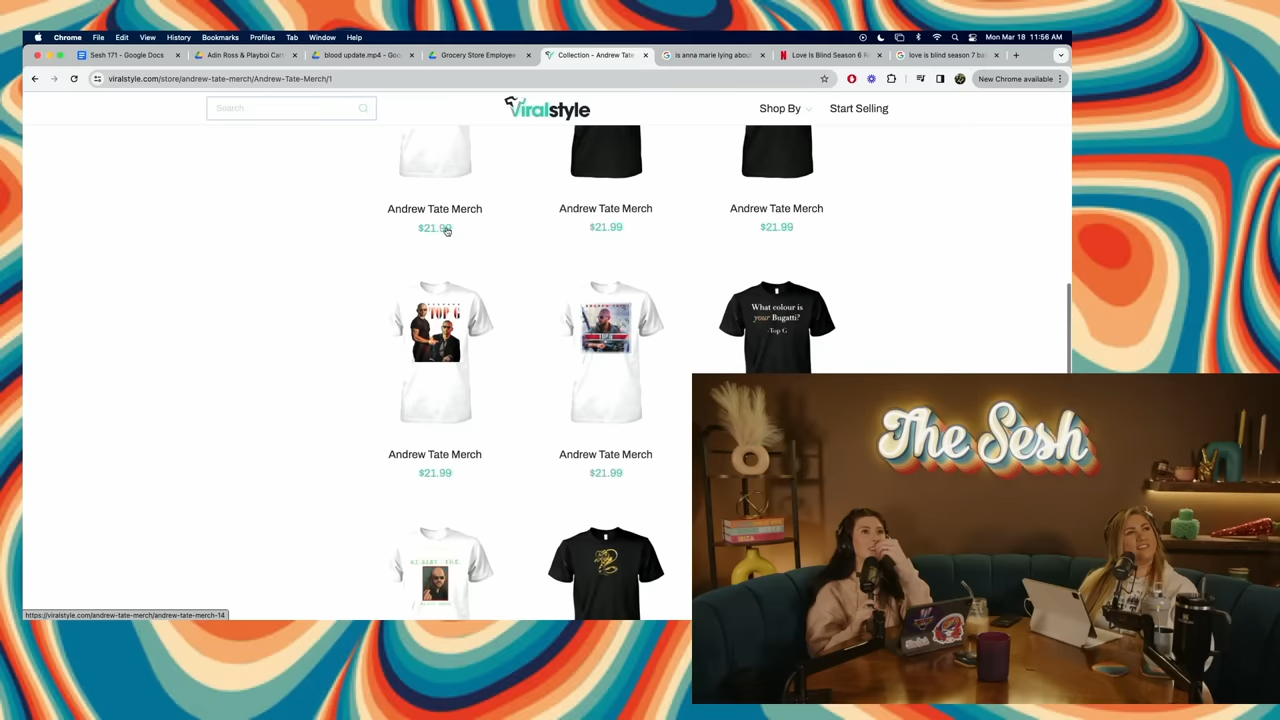 Chrome File Edit View History Bookmarks Profiles Tab Window Help
Mon Mar 18 11:56 AM
Sesh 171 - Google Docs
Adin Ross & Playboi Car
blood update.mp4 - Goo
Grocery Store Employee
Collection - Andrew Tate
is anna marie lying about
Love Is Blind Season 6 R
love is blind season 7 ba
viralstyle.com/store/andrew-tate-merch/Andrew-Tate-Merch/1
New Chrome available
Search...
Viralstyle
Shop By
Start Selling
Andrew Tate Merch
$21.99
Andrew Tate Merch
$21.99
Andrew Tate Merch
$21.99
TOP G
What colour is
your Bugatti?
-Top G
Andrew Tate Merch
$21.99
Andrew Tate Merch
$21.99
https://viralstyle.com/andrew-tate-merch/andrew-tate-merch-14
The Sesh
IBIZA